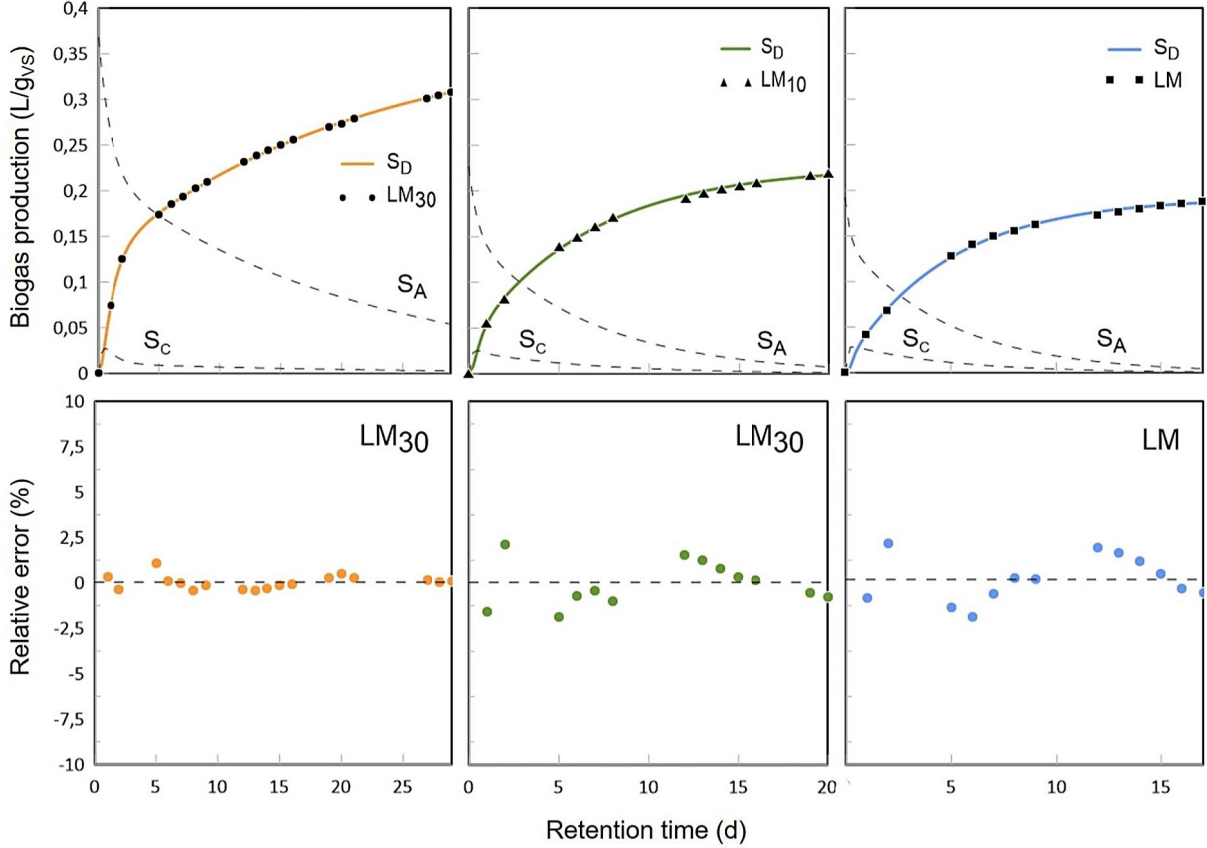 Biogas production (L/gVS)
0,4
0,35
0,3
0,25
0,2
0,15
0,1
0,05
0
SD
LM30
SA
SC
SD
LM10
SC
SA
SD
LM
SC
SA
Relative error (%)
10
7,5
5
2,5
0
-2,5
-5
-7,5
-10
LM30
LM30
LM
0 5 10 15 20 25
0 5 10 15 20
5 10 15
Retention time (d)